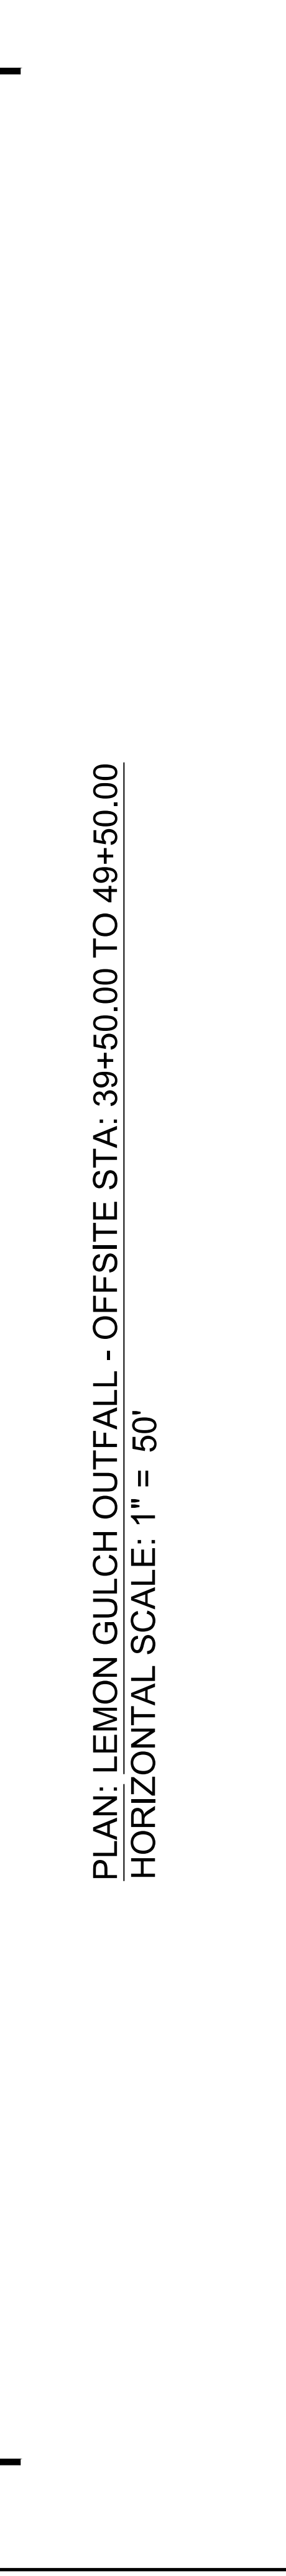 PLAN: LEMON GULCH OUTFALL - OFFSITE STA: 39+50.00 TO 49+50.00
HORIZONTAL SCALE: 1" = 50'